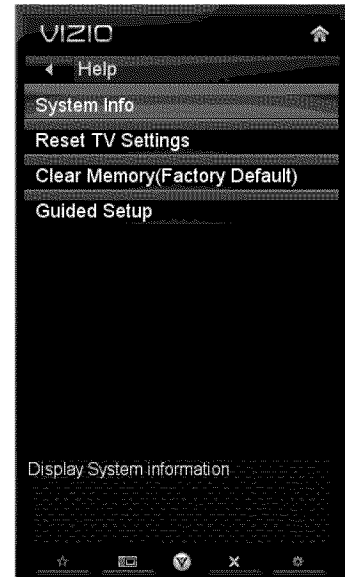 VIZIO
Help
System Info
Reset TV Settings
Clear Memory(Factory Default)
Guided Setup
Display System information